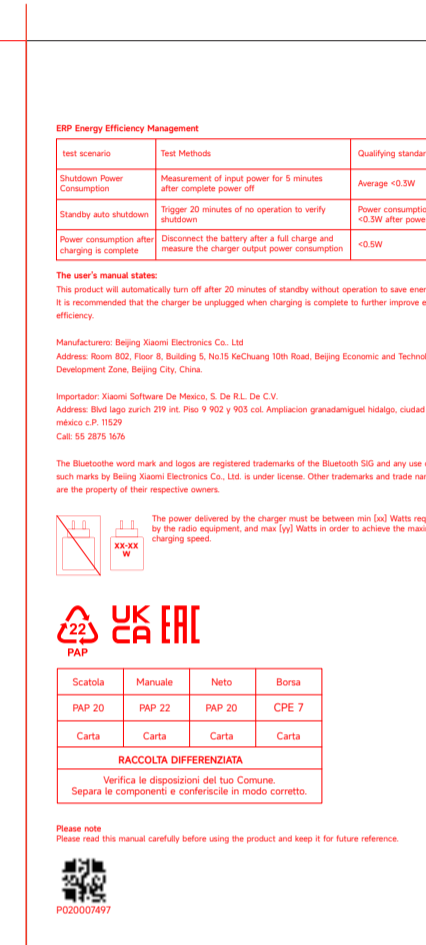 ERP Energy Efficiency Management
test scenario Test Methods Qualifying
Shutdown Power Consumption Measurement of input power for 5 minutes after complete power off Average <0.3W
Standby auto shutdown Trigger 20 minutes of no operation to verify shutdown Power <0.3W after
Power consumption after charging is complete Disconnect the battery after a full charge and measure the charger output power consumption <0.5W
The user's manual states:
This product will automatically turn off after 20 minutes of standby without operation to save
It is recommended that the charger be unplugged when charging is complete to further improve
efficiency.
Manufacturero: Beijing Xiaomi Electronics Co.. Ltd
Address: Room 802, Floor 8, Building 5, No.15 KeChuang 10th Road, Beijing Economic and
Development Zone, Beijing City, China.
Importador: Xiaomi Software De Mexico, S. De R.L. De C.V.
Address: Blvd lago zurich 219 int. Piso 9 902 y 903 col. Ampliacion granadamiguel hidalgo, ciudad
méxico c.P. 11529
Call: 55 2875 1676
The Bluetoothe word mark and logos are registered trademarks of the Bluetooth SIG and any use
such marks by Beiing Xiaomi Electronics Co., Ltd. is under license. Other trademarks and trade
are the property of their respective owners.
The power delivered by the charger must be between min [xx] Watts
by the radio equipment, and max [yy] Watts in order to achieve the
charging speed.
XX-XX
W
22
PAP
UK
CA
EAC
Scatola Manuale Neto Borsa
PAP 20 PAP 22 PAP 20 CPE 7
Carta Carta Carta Carta
RACCOLTA DIFFERENZIATA
Verifica le disposizioni del tuo Comune.
Separa le componenti e conferiscile in modo corretto.
Please note
Please read this manual carefully before using the product and keep it for future reference.
P020007497